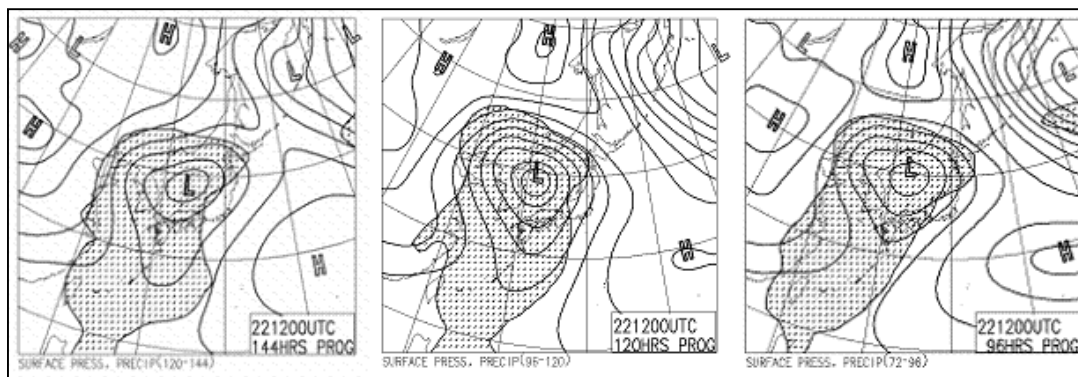 H
H
L
L
L
H
L
H
221200UTC
144HRS PROG
SURFACE PRESS, PRECIP(120-144)
H
H
L
L
H
221200UTC
120HRS PROG
SURFACE PRESS, PRECIP(96-120)
H
H
L
L
L
H
221200UTC
96HRS PROG
SURFACE PRESS, PRECIP(72-96)